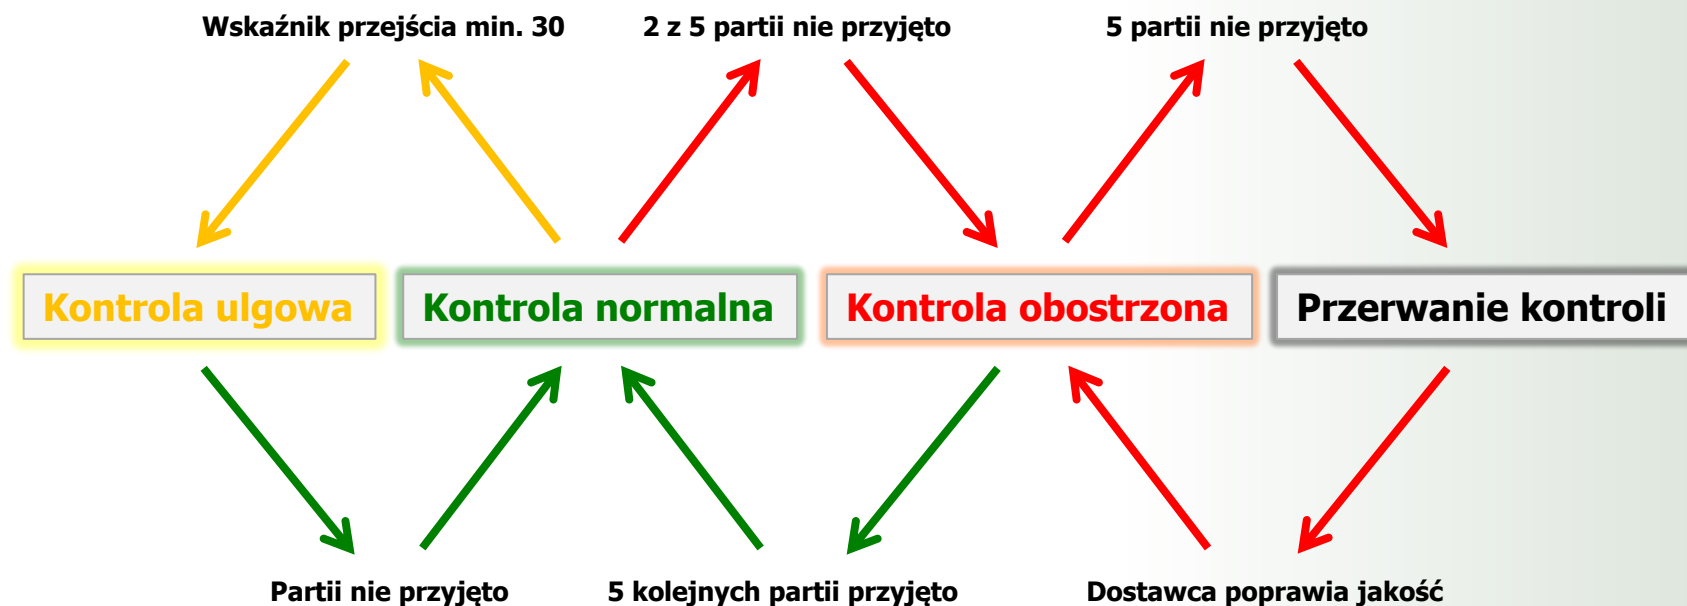 Wskaźnik przejścia min. 30
2 z 5 partii nie przyjęto
5 partii nie przyjęto
Kontrola ulgowa
Kontrola normalna
Kontrola obostrzona
Przerwanie kontroli
Partii nie przyjęto
5 kolejnych partii przyjęto
Dostawca poprawia jakość